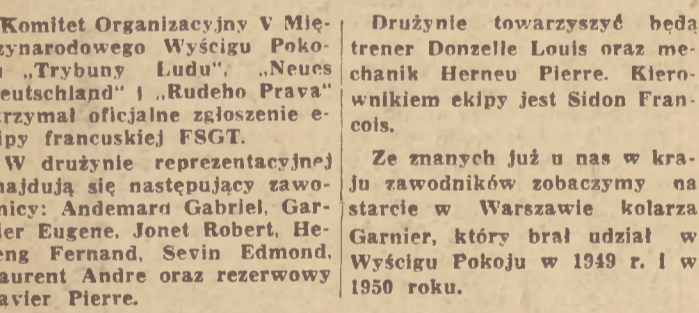 Komitet Organizacyjny V Mię-
zynarodowego Wyścigu Poko-
„Trybuny Ludu", „Neues
eutschland" i „Rudeho Prava"
trzymał oficjalne zgłoszenie e-
ipy francuskiej FSGT.
W drużynie reprezentacyjnej
najdują się następujący zawo-
nicy: Andemard Gabriel, Gar-
ier Eugene, Jonet Robert, He-
eng Fernand, Sevin Edmond,
aurent Andre oraz rezerwowy
avier Pierre.
Drużynie towarzyszyć będą
trener Donzelle Louis oraz me-
chanik Herneu Pierre. Kiero-
wnikiem ekipy jest Sidon Fran-
cois.
Ze znanych już u nas w kra-
ju zawodników zobaczymy na
starcie w Warszawie kolarza
Garnier, który brał udział w
Wyścigu Pokoju w 1949 r. i w
1950 roku.